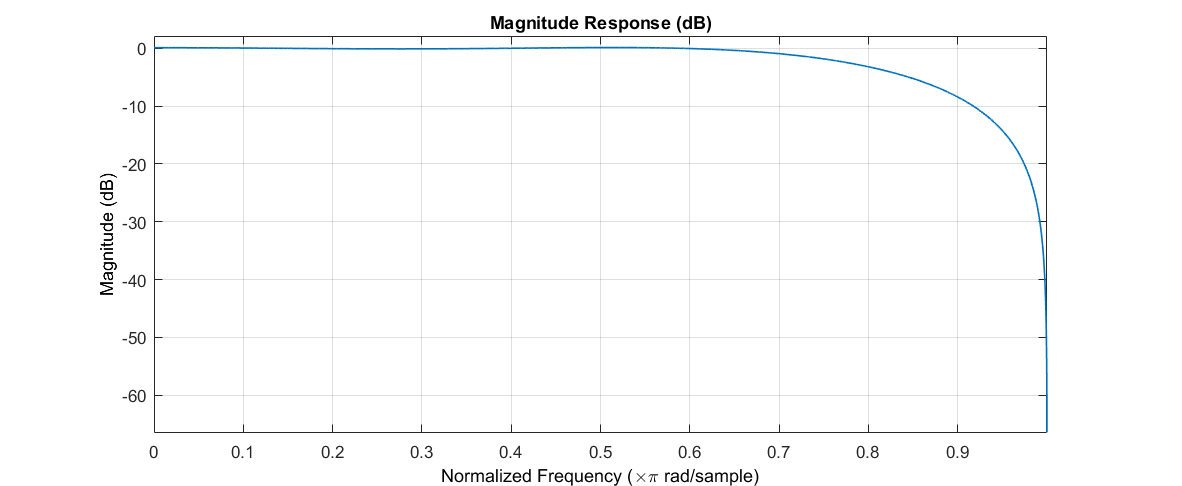 Magnitude Response (dB)
Magnitude (dB)
0
-10
-20
-30
-40
-50
-60
0 0.1 0.2 0.3 0.4 0.5 0.6 0.7 0.8 0.9
Normalized Frequency (×π rad/sample)